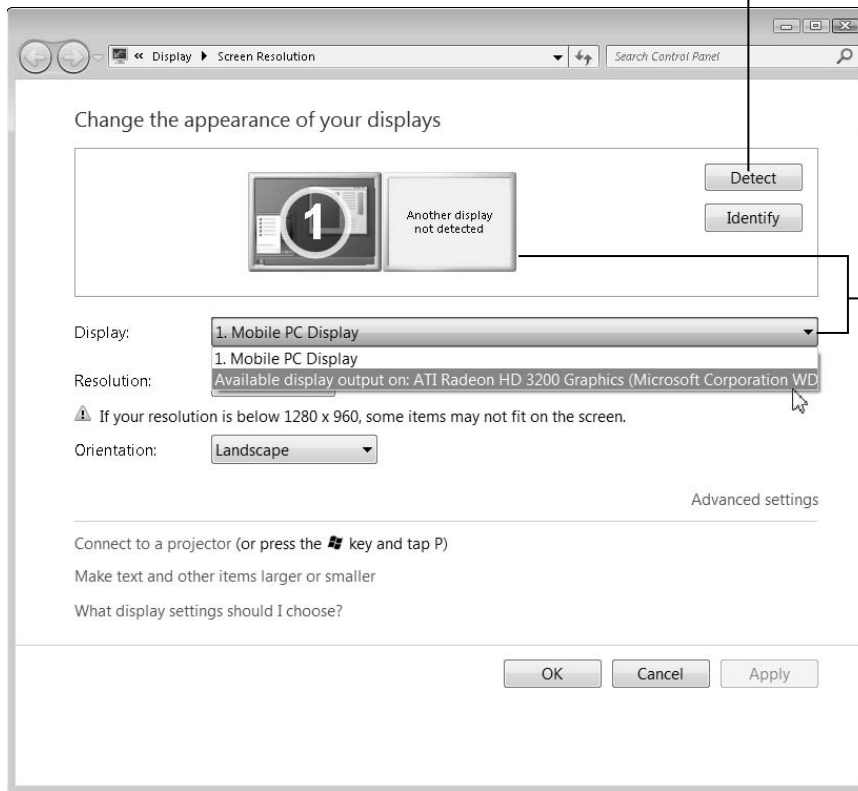 « Display ▸ Screen Resolution
Search Control Panel
Change the appearance of your displays
Detect
1
Another display
not detected
Identify
Display:
1. Mobile PC Display
1. Mobile PC Display
Resolution:
Available display output on: ATI Radeon HD 3200 Graphics (Microsoft Corporation WD
If your resolution is below 1280 x 960, some items may not fit on the screen.
Orientation:
Landscape
Advanced settings
Connect to a projector (or press the key and tap P)
Make text and other items larger or smaller
What display settings should I choose?
OK
Cancel
Apply